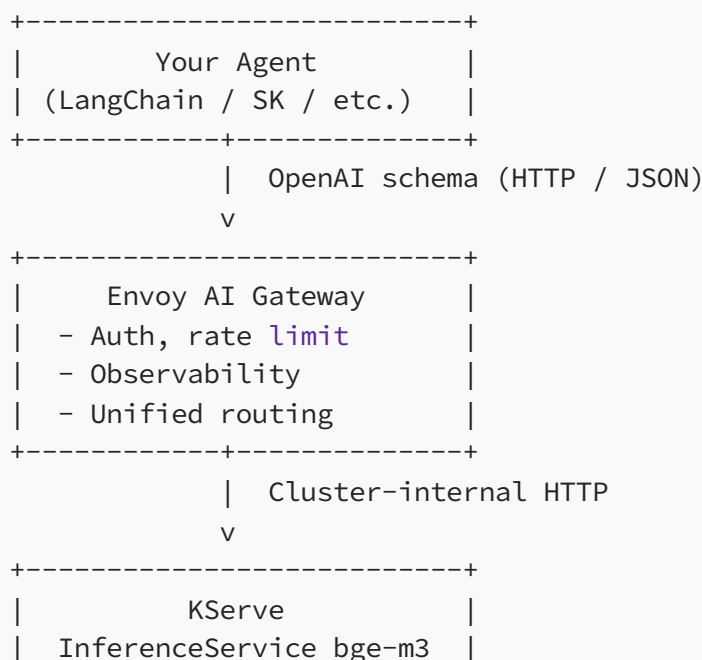 +---------------------------+
|        Your Agent         |
| (LangChain / SK / etc.)   |
+------------+--------------+
             |  OpenAI schema (HTTP / JSON)
             v
+---------------------------+
|     Envoy AI Gateway      |
|  - Auth, rate limit       |
|  - Observability          |
|  - Unified routing        |
+------------+--------------+
             |  Cluster-internal HTTP
             v
+---------------------------+
|          KServe           |
|  InferenceService bge-m3  |